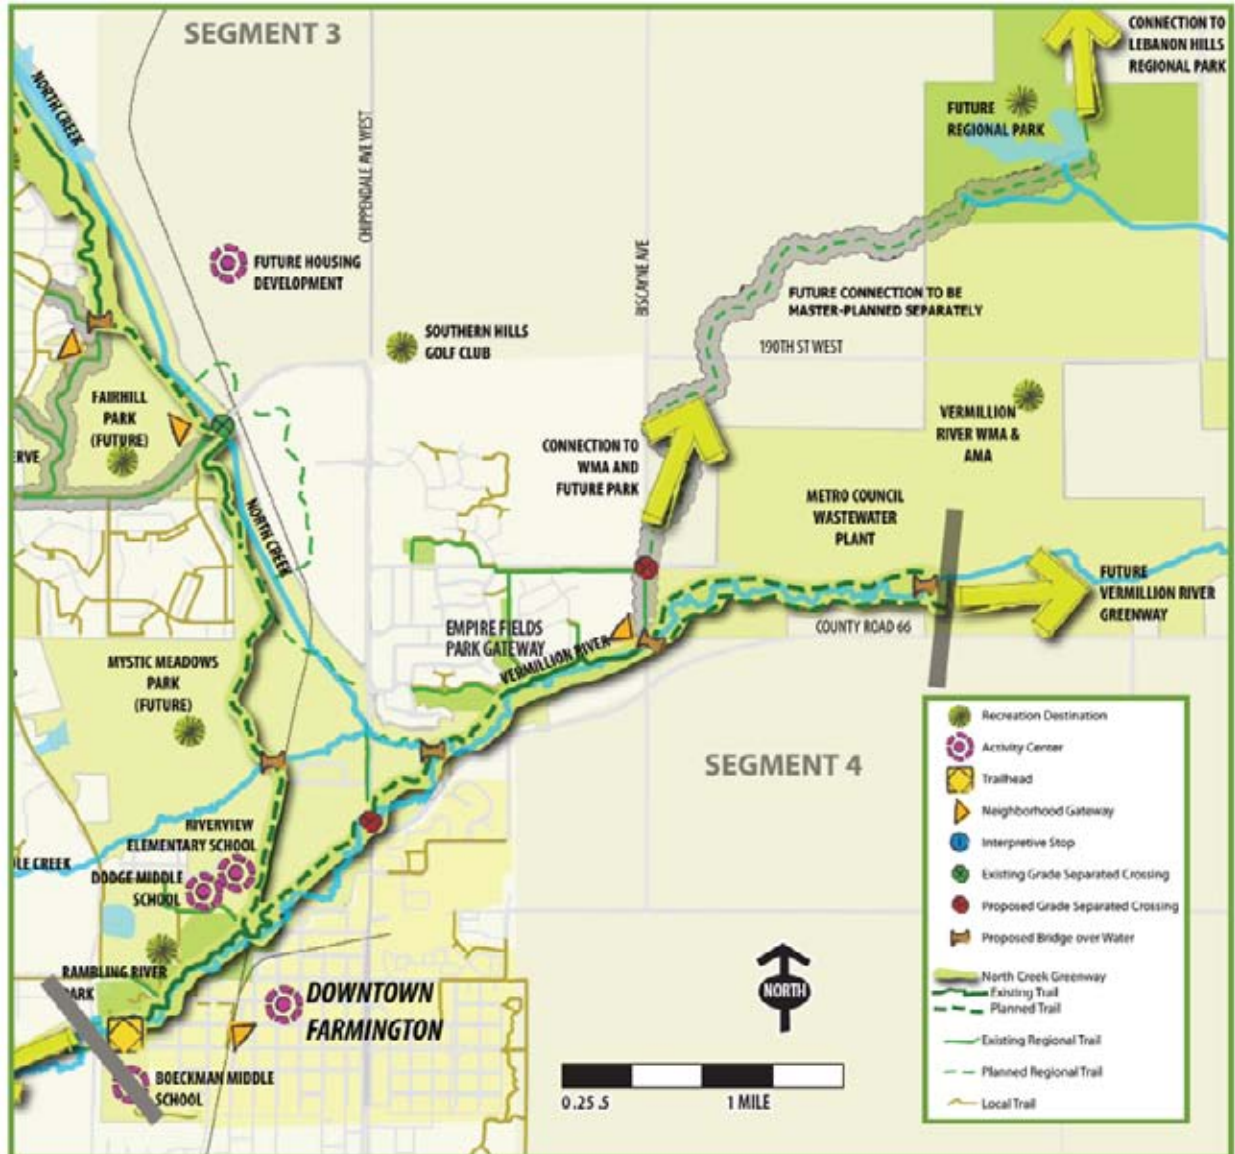 SEGMENT 3
CONNECTION TO
LEBANON HILLS
REGIONAL PARK
NORTH CREEK
FUTURE
REGIONAL PARK
CHIPPENDALE AVE WEST
BISCAYNE AVE
FUTURE HOUSING
DEVELOPMENT
FUTURE CONNECTION TO BE
MASTER-PLANNED SEPARATELY
SOUTHERN HILLS
GOLF CLUB
190TH ST WEST
FAIRHILL
PARK
(FUTURE)
ERVE
VERMILLION
RIVER WMA &
AMA
CONNECTION TO
WMA AND
FUTURE PARK
METRO COUNCIL
WASTEWATER
PLANT
NORTH CREEK
FUTURE
VERMILLION RIVER
GREENWAY
EMPIRE FIELDS
PARK GATEWAY
VERMILLION RIVER
COUNTY ROAD 66
MYSTIC MEADOWS
PARK
(FUTURE)
SEGMENT 4
RIVERVIEW
ELEMENTARY SCHOOL
DLE CREEK
DODGE MIDDLE
SCHOOL
RAMBLING RIVER
PARK
DOWNTOWN
FARMINGTON
BOECKMAN MIDDLE
SCHOOL
NORTH
0.25 .5 1 MILE
Recreation Destination
Activity Center
Trailhead
Neighborhood Gateway
Interpretive Stop
Existing Grade Separated Crossing
Proposed Grade Separated Crossing
Proposed Bridge over Water
North Creek Greenway
Existing Trail
Planned Trail
Existing Regional Trail
Planned Regional Trail
Local Trail